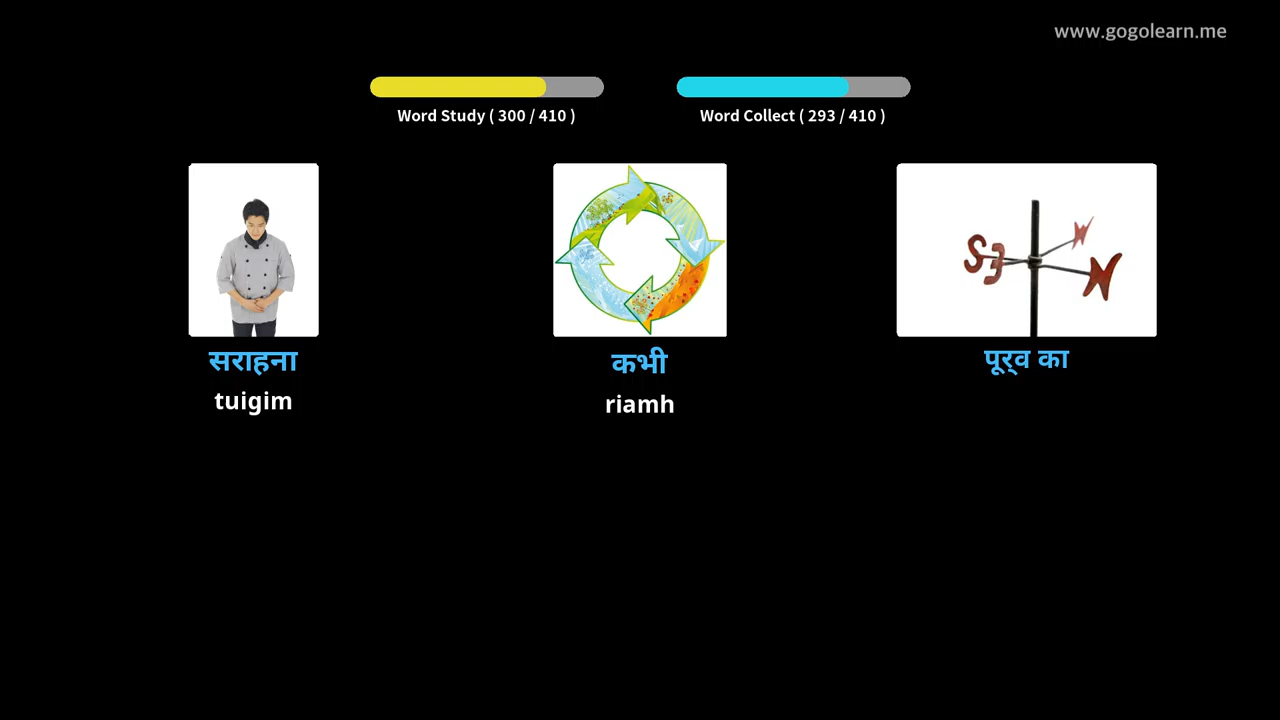 www.gogolearn.me
Word Study ( 300 / 410 )
Word Collect ( 293 / 410 )
सराहना
कभी
पूर्व का
tuigim
riamh
S
E
N
W